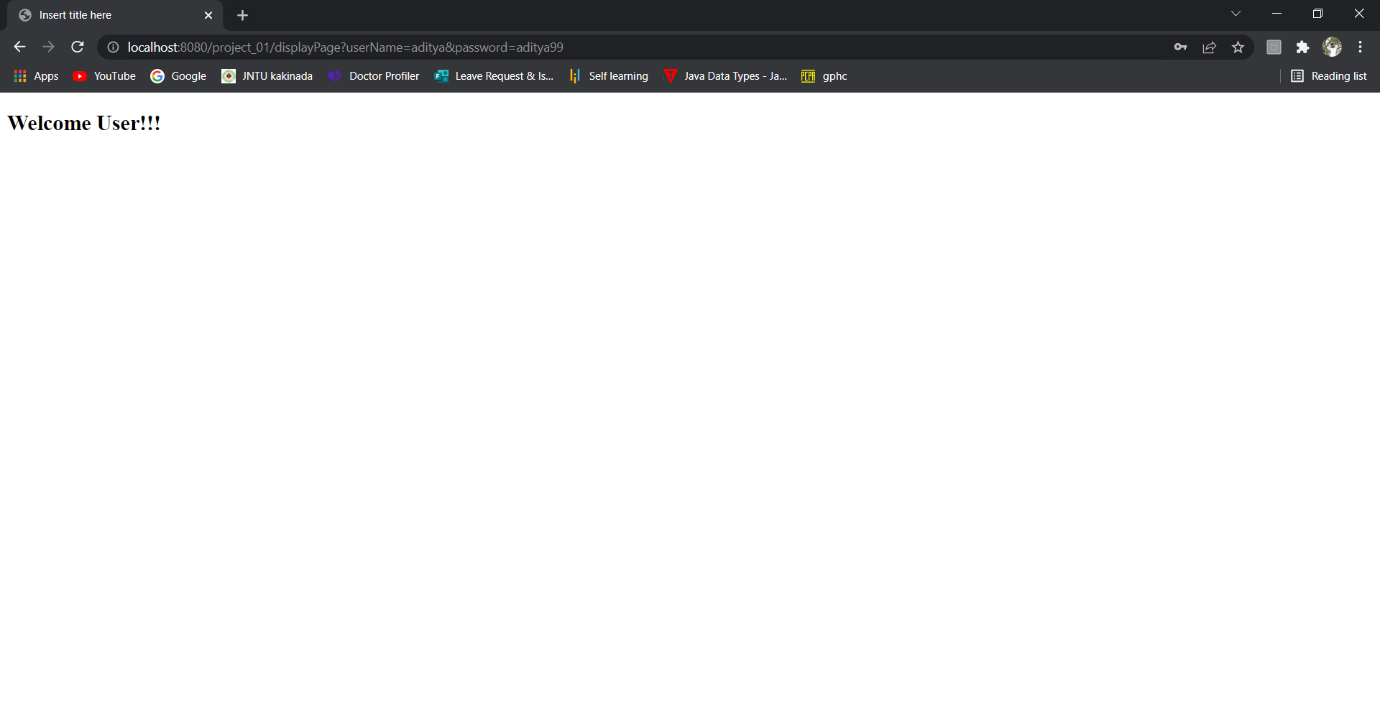 Insert title here
localhost:8080/project_01/displayPage?userName=aditya&password=aditya99
Apps YouTube Google JNTU kakinada Doctor Profiler Leave Request & Is... Self learning Java Data Types - Ja... gphc Reading list
Welcome User!!!